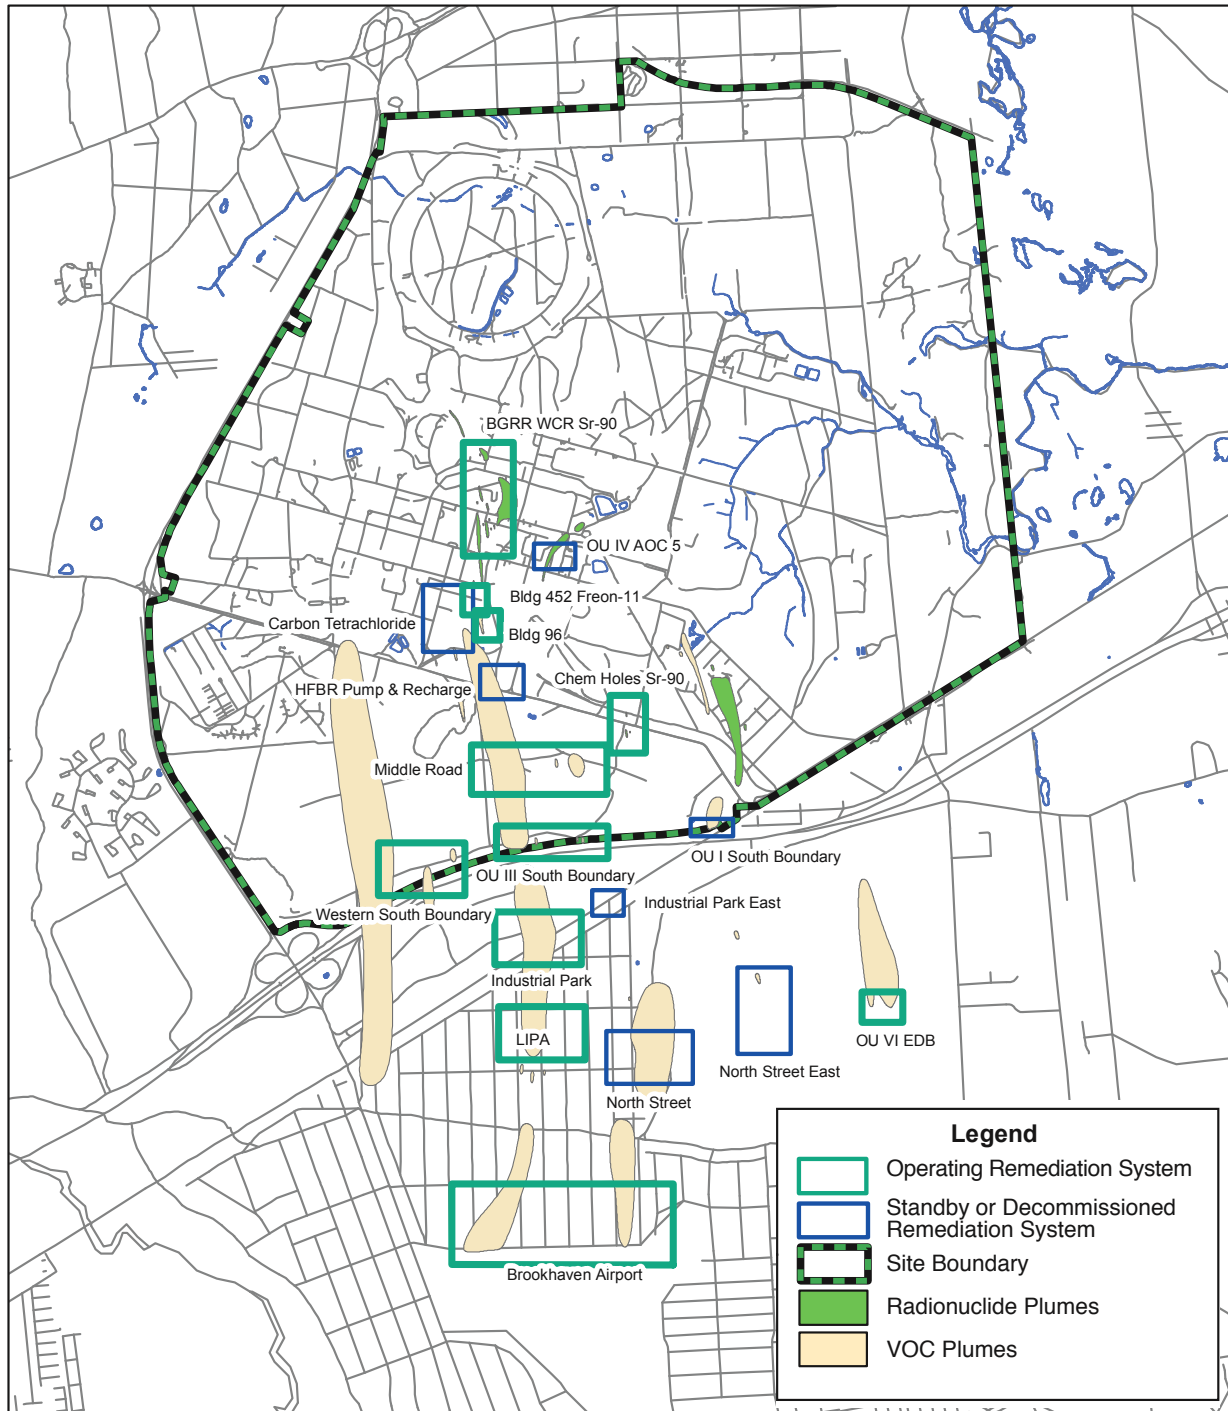 BGRR WCR Sr-90
OU IV AOC 5
Bldg 452 Freon-11
Carbon Tetrachloride
Bldg 96
Chem Holes Sr-90
HFBR Pump & Recharge
Middle Road
OU I South Boundary
OU III South Boundary
Industrial Park East
Western South Boundary
Industrial Park
LIPA
OU VI EDB
North Street East
North Street
Brookhaven Airport
Legend
Operating Remediation System
Standby or Decommissioned
Remediation System
Site Boundary
Radionuclide Plumes
VOC Plumes